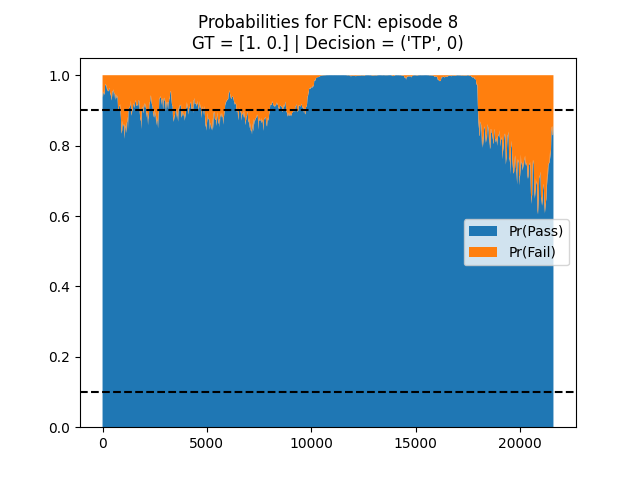 Probabilities for FCN: episode 8
GT = [1. 0.] | Decision = ('TP', 0)
1.0
0.8
0.6
0.4
0.2
0.0
Pr(Pass)
Pr(Fail)
0
5000
10000
15000
20000